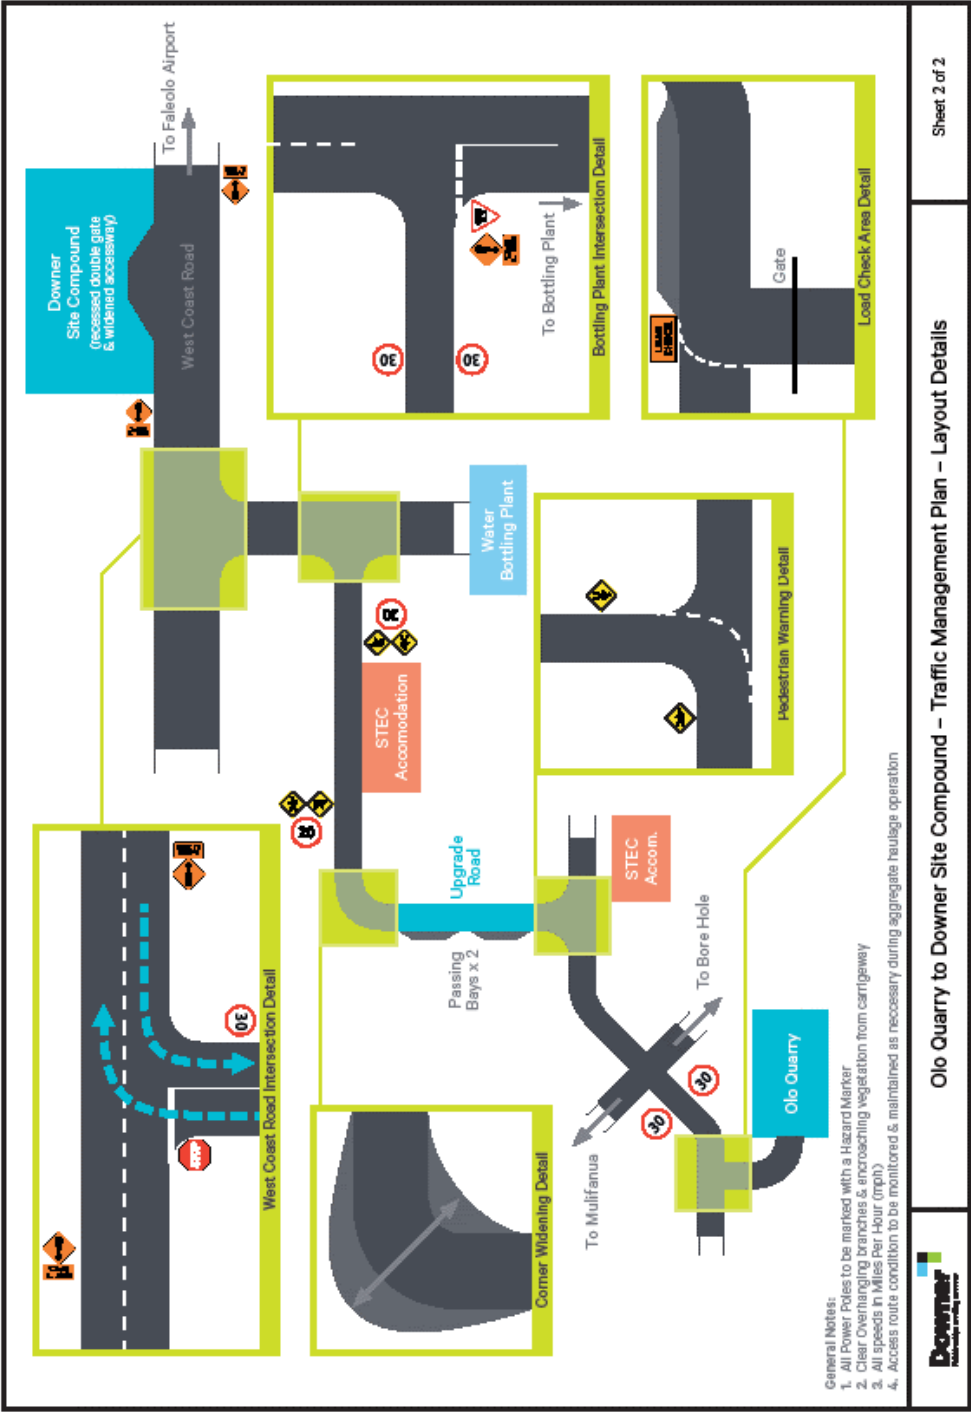 Downer
Site Compound
(recessed double gate
& widened accessway)
To Faleolo Airport
West Coast Road
West Coast Road Intersection Detail
30
STOP
Water
Bottling Plant
Bottling Plant Intersection Detail
30
30
To Bottling Plant
STEC
Accomodation
Upgrade
Road
Passing
Bays x 2
STEC
Accom.
Pedestrian Warning Detail
Load Check Area Detail
LOAD
CHECK
Gate
Corner Widening Detail
To Mulifanua
To Bore Hole
30
30
Olo Quarry
General Notes:
1. All Power Poles to be marked with a Hazard Marker
2. Clear Overhanging branches & encroaching vegetation from carrigeway
3. All speeds in Miles Per Hour (mph)
4. Access route condition to be monitored & maintained as neccesary during aggregate haulage operation
Downer
Olo Quarry to Downer Site Compound – Traffic Management Plan – Layout Details
Sheet 2 of 2